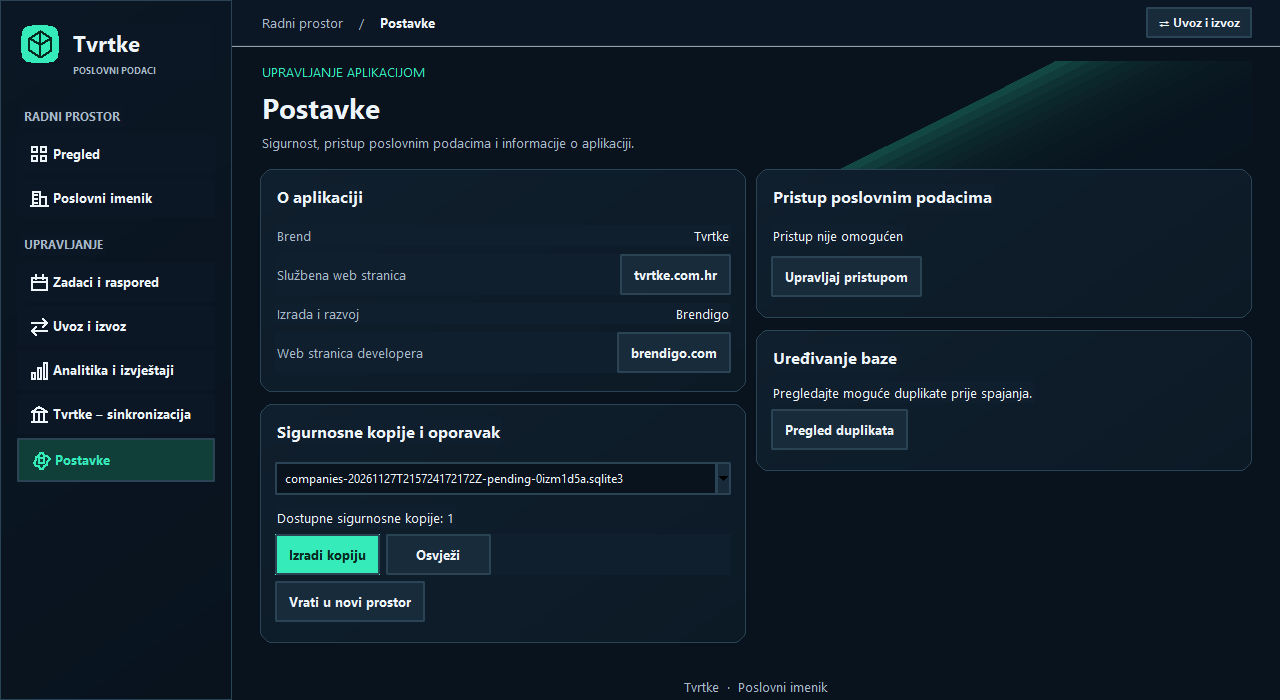 Tvrtke
POSLOVNI PODACI
RADNI PROSTOR
Pregled
Poslovni imenik
UPRAVLJANJE
Zadaci i raspored
Uvoz i izvoz
Analitika i izvještaji
Tvrtke – sinkronizacija
Postavke
Radni prostor / Postavke
⇄ Uvoz i izvoz
UPRAVLJANJE APLIKACIJOM
Postavke
Sigurnost, pristup poslovnim podacima i informacije o aplikaciji.
O aplikaciji
Brend Tvrtke
Službena web stranica tvrtke.com.hr
Izrada i razvoj Brendigo
Web stranica developera brendigo.com
Sigurnosne kopije i oporavak
companies-20261127T215724172172Z-pending-0izm1d5a.sqlite3
Dostupne sigurnosne kopije: 1
Izradi kopiju Osvježi
Vrati u novi prostor
Pristup poslovnim podacima
Pristup nije omogućen
Upravljaj pristupom
Uređivanje baze
Pregledajte moguće duplikate prije spajanja.
Pregled duplikata
Tvrtke · Poslovni imenik